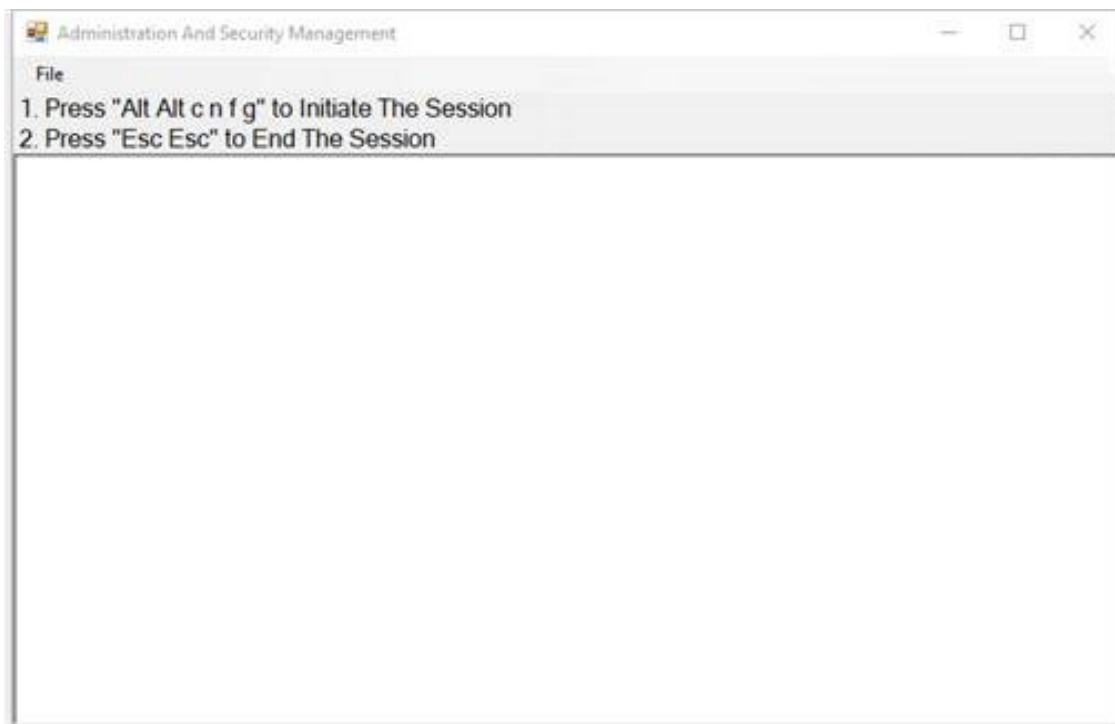 Administration And Security Management
File
1. Press "Alt Alt c n f g" to Initiate The Session
2. Press "Esc Esc" to End The Session